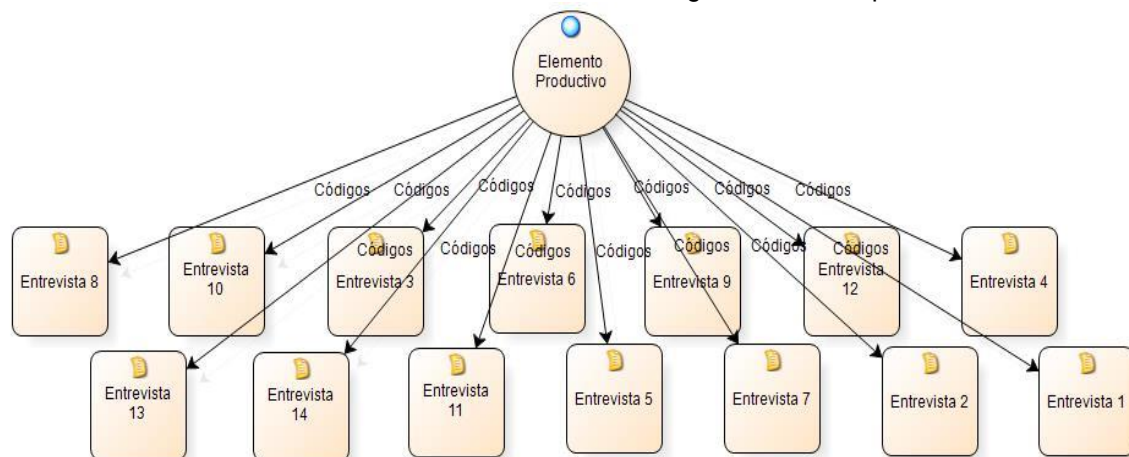 Elemento
Productivo
Códigos
Códigos
Códigos
Códigos
Códigos
Códigos
Códigos
Códigos
Códigos
Códigos
Códigos
Códigos
Códigos
Códigos
Entrevista 8
Entrevista
10
Entrevista 3
Entrevista 6
Entrevista 9
Entrevista
12
Entrevista 4
Entrevista
13
Entrevista
14
Entrevista
11
Entrevista 5
Entrevista 7
Entrevista 2
Entrevista 1